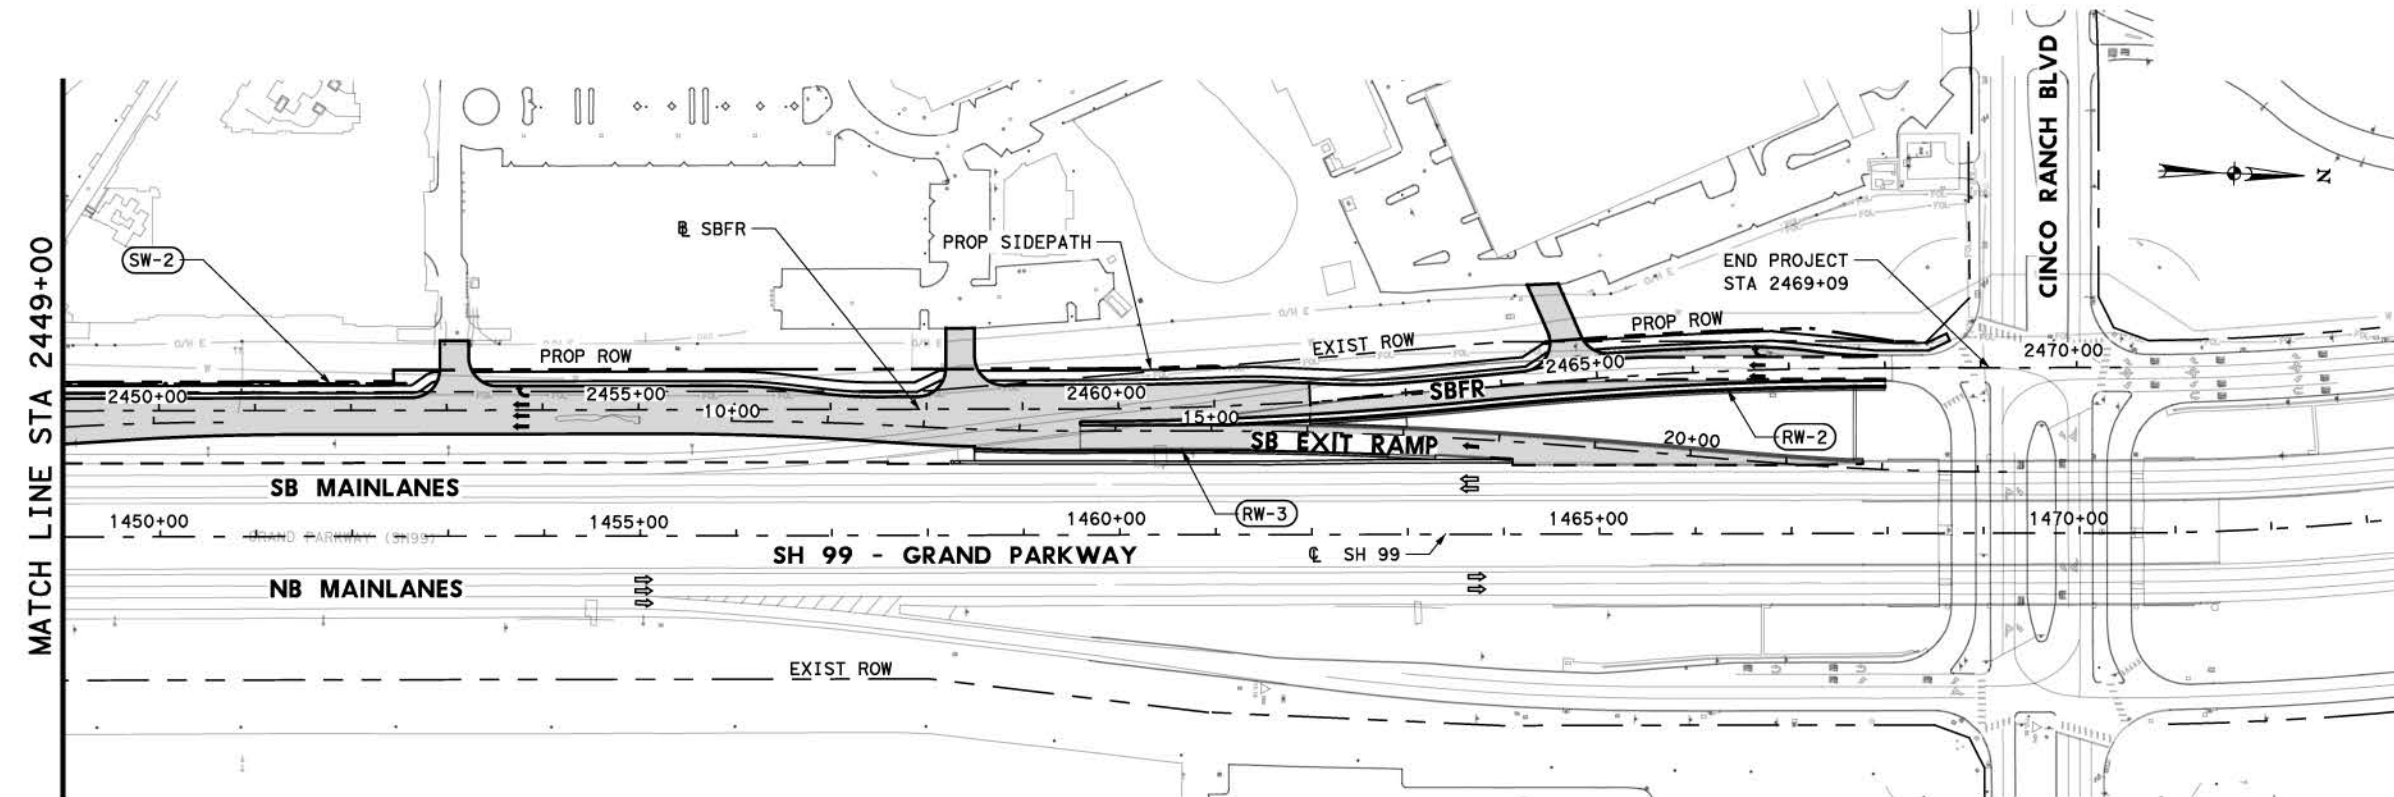 MATCH LINE STA 2449+00
CINCO RANCH BLVD
N
SW-2
℄ SBFR
PROP SIDEPATH
END PROJECT
STA 2469+09
O/H E
O/H E
O/H E
PROP ROW
EXIST ROW
PROP ROW
FOL
FOL
FOL
W
2450+00
2455+00
2460+00
2465+00
2470+00
10+00
15+00
20+00
SBFR
SB EXIT RAMP
RW-2
RW-3
SB MAINLANES
1450+00
1455+00
1460+00
1465+00
1470+00
GRAND PARKWAY (SH99)
SH 99 - GRAND PARKWAY
℄ SH 99
NB MAINLANES
EXIST ROW